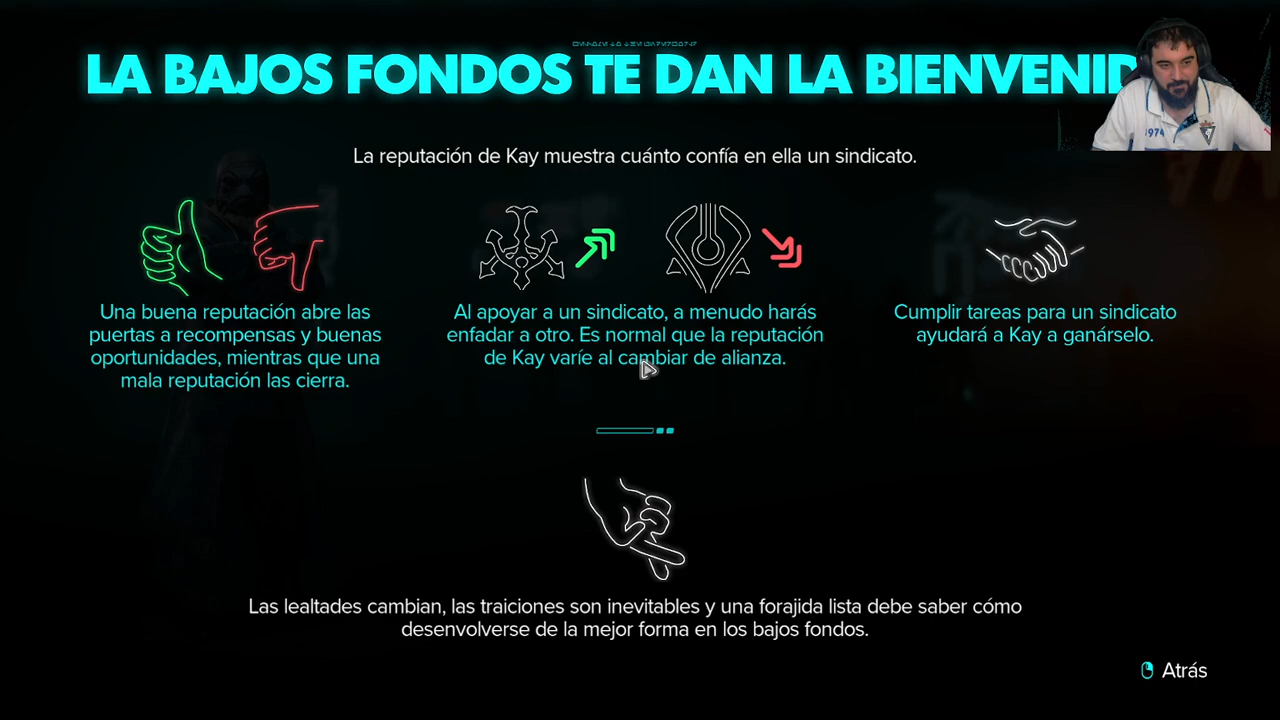 LA BAJOS FONDOS TE DAN LA BIENVENID
La reputación de Kay muestra cuánto confía en ella un sindicato.
Una buena reputación abre las
puertas a recompensas y buenas
oportunidades, mientras que una
mala reputación las cierra.
Al apoyar a un sindicato, a menudo harás
enfadar a otro. Es normal que la reputación
de Kay varíe al cambiar de alianza.
Cumplir tareas para un sindicato
ayudará a Kay a ganárselo.
Las lealtades cambian, las traiciones son inevitables y una forajida lista debe saber cómo
desenvolverse de la mejor forma en los bajos fondos.
Atrás
1974